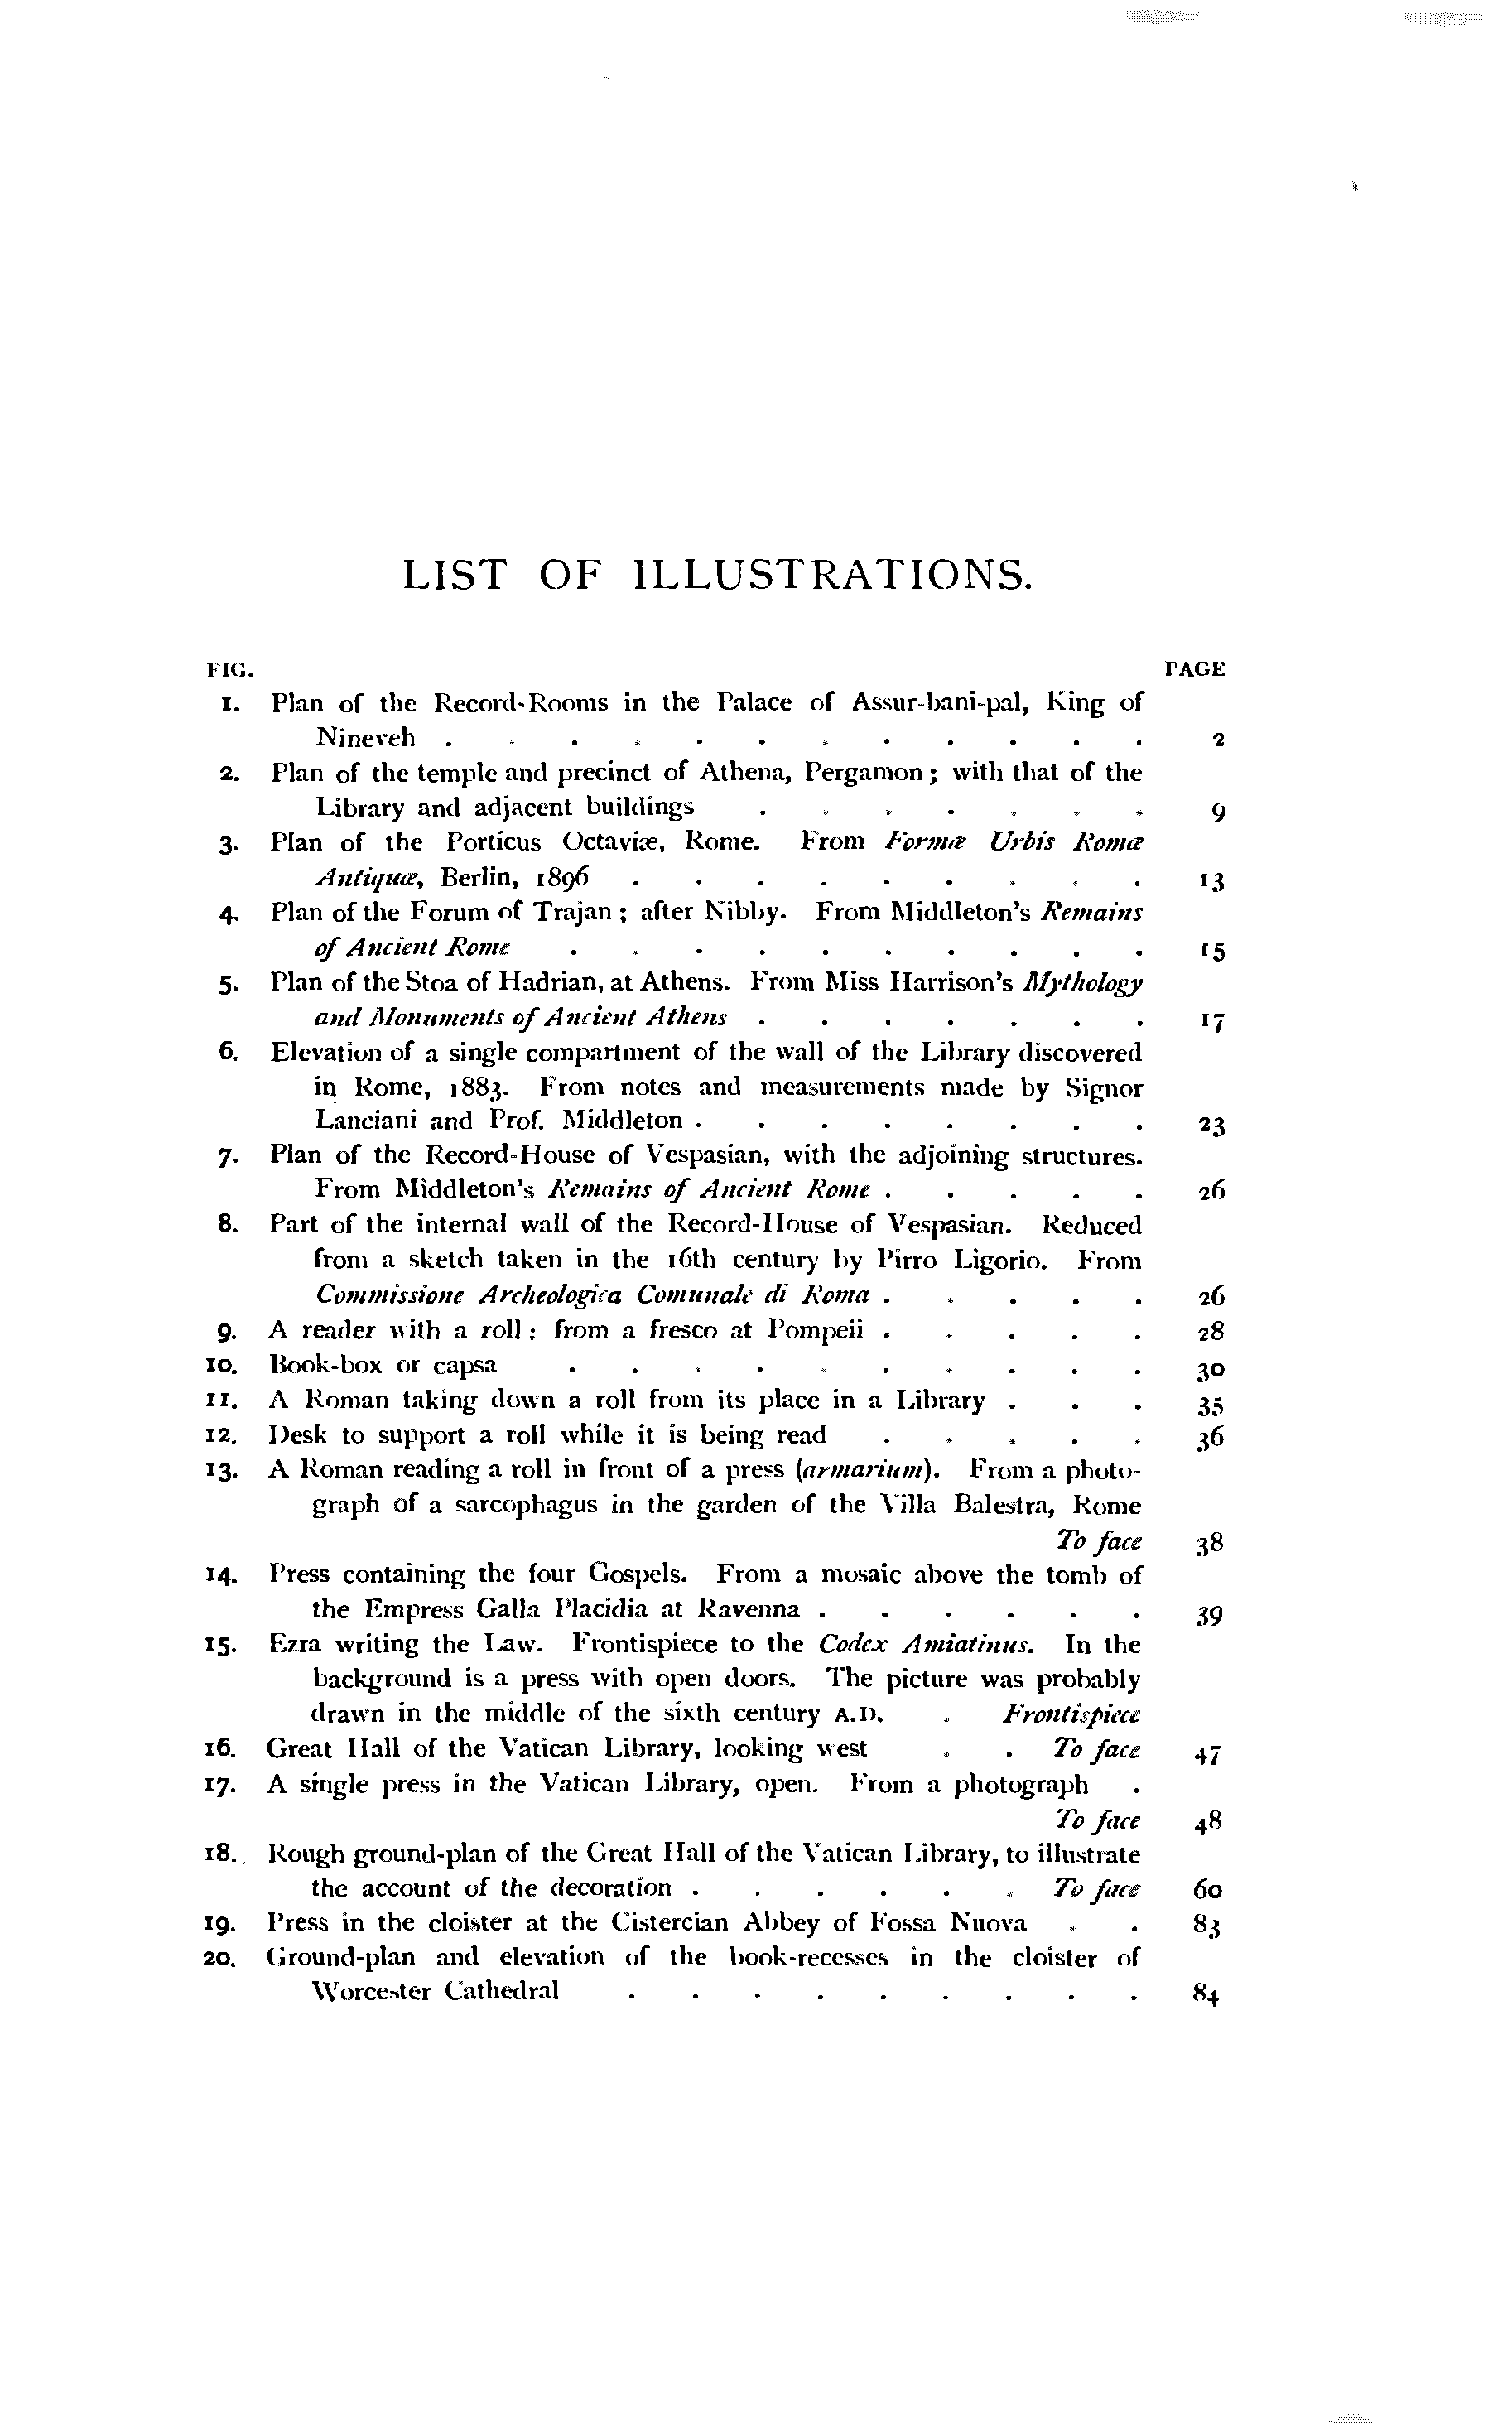 LIST OF ILLUSTRATIONS.
FIG. PAGE
1. Plan of the Record-Rooms in the Palace of Assur-bani-pal, King of
Nineveh . . . . . . . . . . . . 2
2. Plan of the temple and precinct of Athena, Pergamon; with that of the
Library and adjacent buildings . . . . . . . 9
3. Plan of the Porticus Octaviæ, Rome. From Formæ Urbis Romæ
Antiquæ, Berlin, 1896 . . . . . . . . . 13
4. Plan of the Forum of Trajan; after Nibby. From Middleton's Remains
of Ancient Rome . . . . . . . . . . 15
5. Plan of the Stoa of Hadrian, at Athens. From Miss Harrison's Mythology
and Monuments of Ancient Athens . . . . . . . 17
6. Elevation of a single compartment of the wall of the Library discovered
in Rome, 1883. From notes and measurements made by Signor
Lanciani and Prof. Middleton . . . . . . . . 23
7. Plan of the Record-House of Vespasian, with the adjoining structures.
From Middleton's Remains of Ancient Rome . . . . . 26
8. Part of the internal wall of the Record-House of Vespasian. Reduced
from a sketch taken in the 16th century by Pirro Ligorio. From
Commissione Archeologica Comunale di Roma . . . . . 26
9. A reader with a roll: from a fresco at Pompeii . . . . . 28
10. Book-box or capsa . . . . . . . . . . 30
11. A Roman taking down a roll from its place in a Library . . . 35
12. Desk to support a roll while it is being read . . . . . 36
13. A Roman reading a roll in front of a press (armarium). From a photo-
graph of a sarcophagus in the garden of the Villa Balestra, Rome
To face 38
14. Press containing the four Gospels. From a mosaic above the tomb of
the Empress Galla Placidia at Ravenna . . . . . . 39
15. Ezra writing the Law. Frontispiece to the Codex Amiatinus. In the
background is a press with open doors. The picture was probably
drawn in the middle of the sixth century A.D. . Frontispiece
16. Great Hall of the Vatican Library, looking west . . To face 47
17. A single press in the Vatican Library, open. From a photograph .
To face 48
18. Rough ground-plan of the Great Hall of the Vatican Library, to illustrate
the account of the decoration . . . . . . To face 60
19. Press in the cloister at the Cistercian Abbey of Fossa Nuova . . 83
20. Ground-plan and elevation of the book-recesses in the cloister of
Worcester Cathedral . . . . . . . . . 84